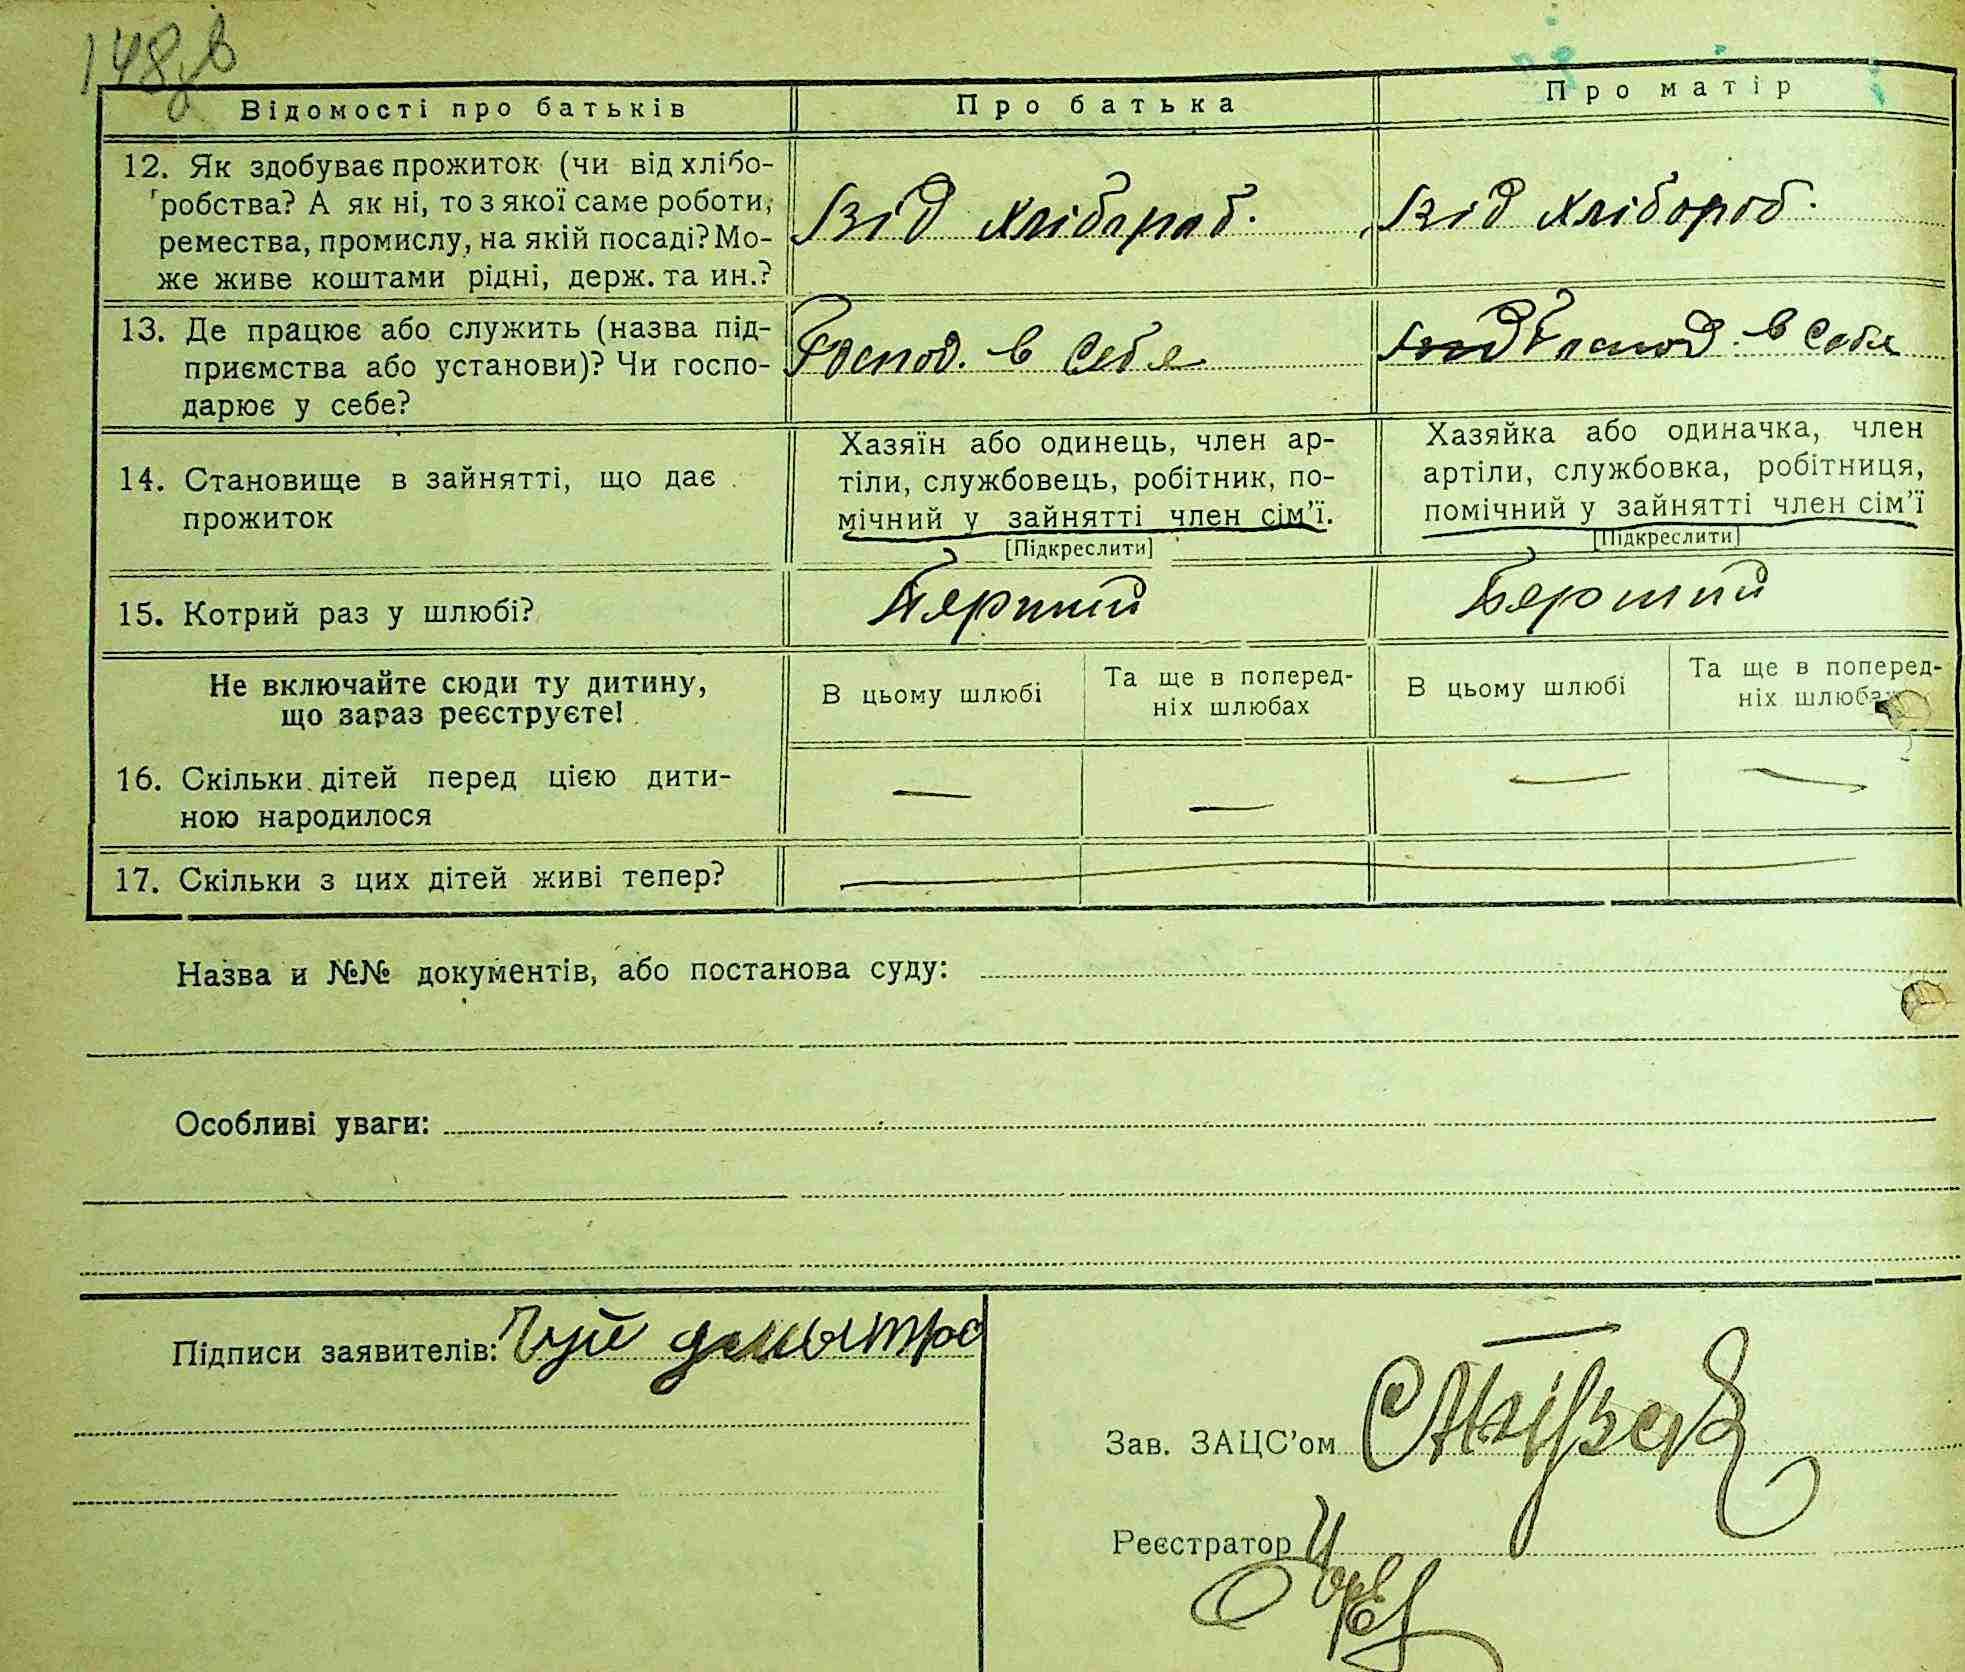 148
Відомості про батьків
Про батька
Про матір
12. Як здобуває прожиток (чи від хлібо-
робства? А як ні, то з якої саме роботи,
ремества, промислу, на якій посаді? Мо-
же живе коштами рідні, держ. та ин.?
Від хлібороб.
Від хлібороб.
13. Де працює або служить (назва під-
приємства або установи)? Чи госпо-
дарює у себе?
Господ. в себе
Господ. в себе
14. Становище в зайнятті, що дає
прожиток
Хазяїн або одинець, член ар-
тіли, службовець, робітник, по-
мічний у зайнятті член сім'ї.
[Підкреслити]
Хазяйка або одиначка, член
артіли, службовка, робітниця,
помічний у зайнятті член сім'ї
[Підкреслити]
15. Котрий раз у шлюбі?
Перший
Перший
Не включайте сюди ту дитину,
що зараз реєструєте!
В цьому шлюбі
Та ще в поперед-
ніх шлюбах
В цьому шлюбі
Та ще в поперед-
ніх шлюбах
16. Скільки дітей перед цією дити-
ною народилося
— — — —
17. Скільки з цих дітей живі тепер?
Назва и №№ документів, або постанова суду:
Особливі уваги:
Підписи заявителів: дмытро
Зав. ЗАЦС'ом
Реєстратор